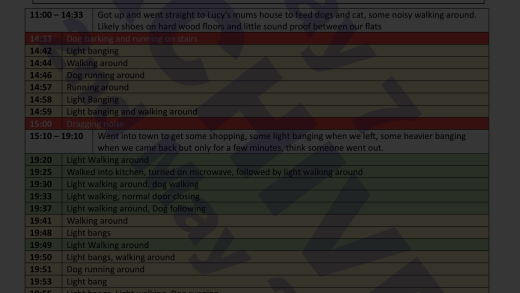 11:00 – 14:33 Got up and went straight to Lucy's mums house to feed dogs and cat, some noisy walking around.
Likely shoes on hard wood floors and little sound proof between our flats
14:33 Dog barking and running on stairs
14:42 Light banging
14:44 Walking around
14:46 Dog running around
14:57 Running around
14:58 Light Banging
14:59 Light banging and walking around
15:00 Dragging noise
15:10 – 19:10 Went into town to get some shopping, some light banging when we left, some heavier banging
when we came back but only for a few minutes, think someone went out.
19:20 Light Walking around
19:25 Walked into kitchen, turned on microwave, followed by light walking around
19:30 Light walking around, dog walking
19:33 Light walking, normal door closing
19:37 Light walking around, Dog following
19:41 Walking around
19:48 Light bangs
19:49 Light Walking around
19:50 Light bangs, walking around
19:51 Dog running around
19:53 Light bang